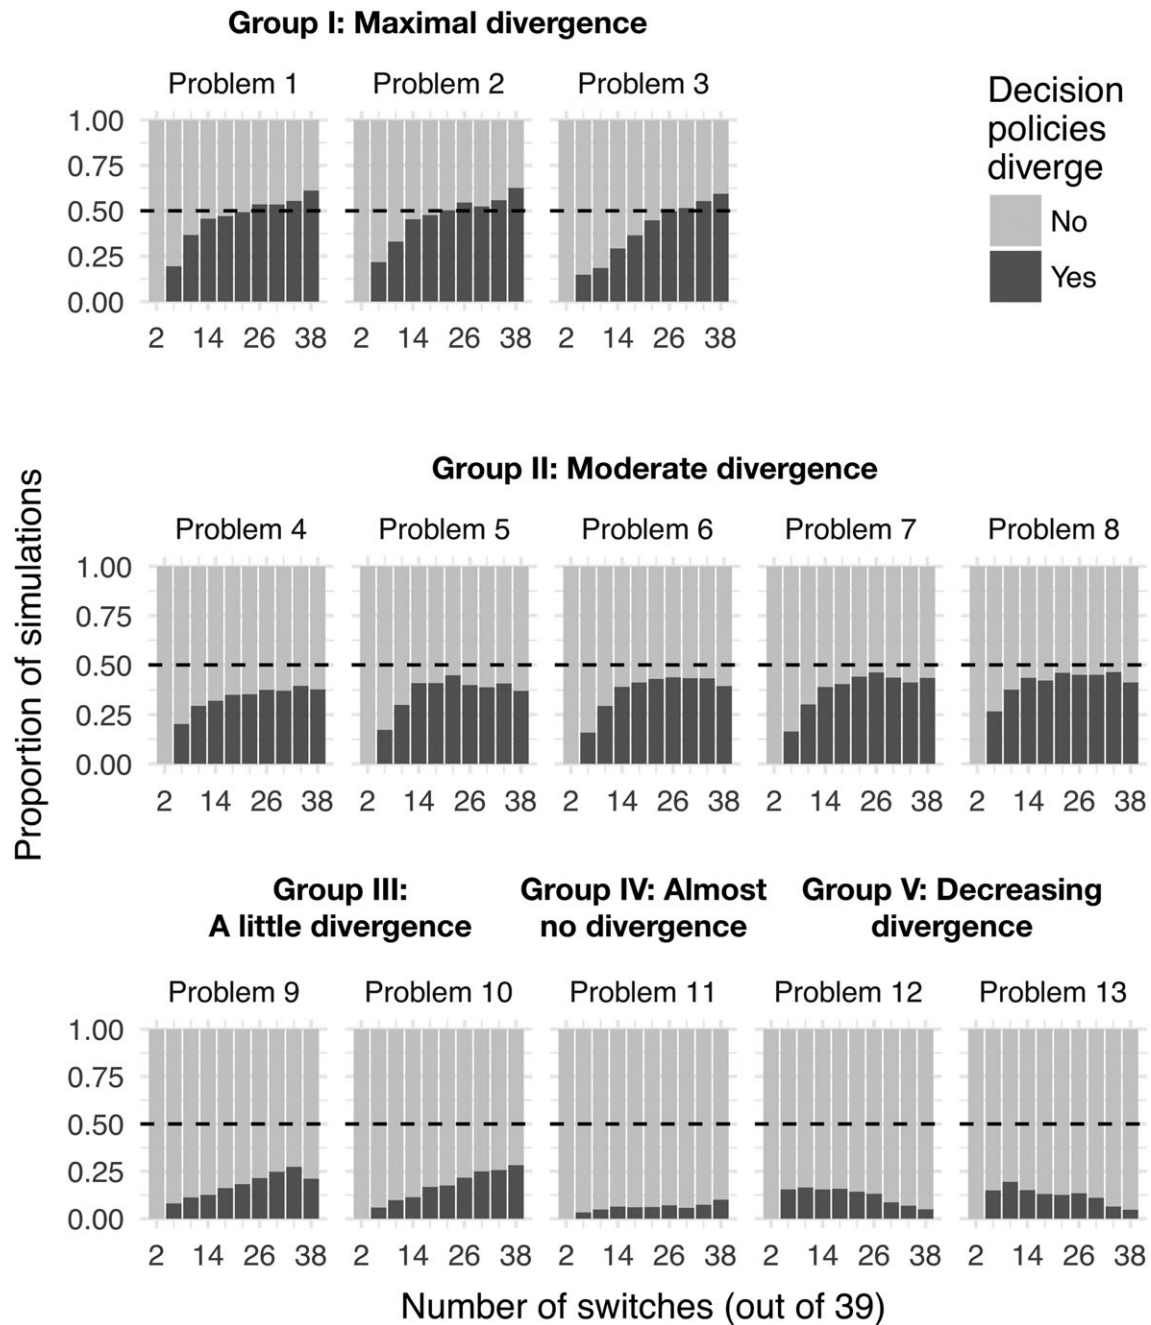 Group I: Maximal divergence
Problem 1 Problem 2 Problem 3
1.00
0.75
0.50
0.25
0.00
2 14 26 38 2 14 26 38 2 14 26 38
Decision
policies
diverge
No
Yes
Proportion of simulations
Group II: Moderate divergence
Problem 4 Problem 5 Problem 6 Problem 7 Problem 8
1.00
0.75
0.50
0.25
0.00
2 14 26 38 2 14 26 38 2 14 26 38 2 14 26 38 2 14 26 38
Group III:
A little divergence
Group IV: Almost
no divergence
Group V: Decreasing
divergence
Problem 9 Problem 10 Problem 11 Problem 12 Problem 13
1.00
0.75
0.50
0.25
0.00
2 14 26 38 2 14 26 38 2 14 26 38 2 14 26 38 2 14 26 38
Number of switches (out of 39)